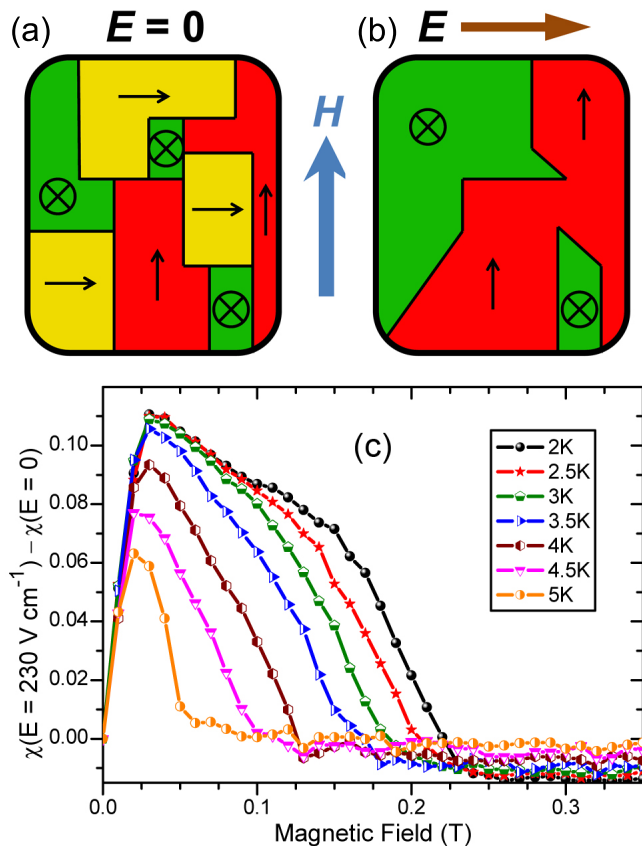 (a) E = 0
(b) E
H
(c)
2K
2.5K
3K
3.5K
4K
4.5K
5K
χ(E = 230 V cm⁻¹) – χ(E = 0)
0.10
0.08
0.06
0.04
0.02
0.00
0.0 0.1 0.2 0.3
Magnetic Field (T)